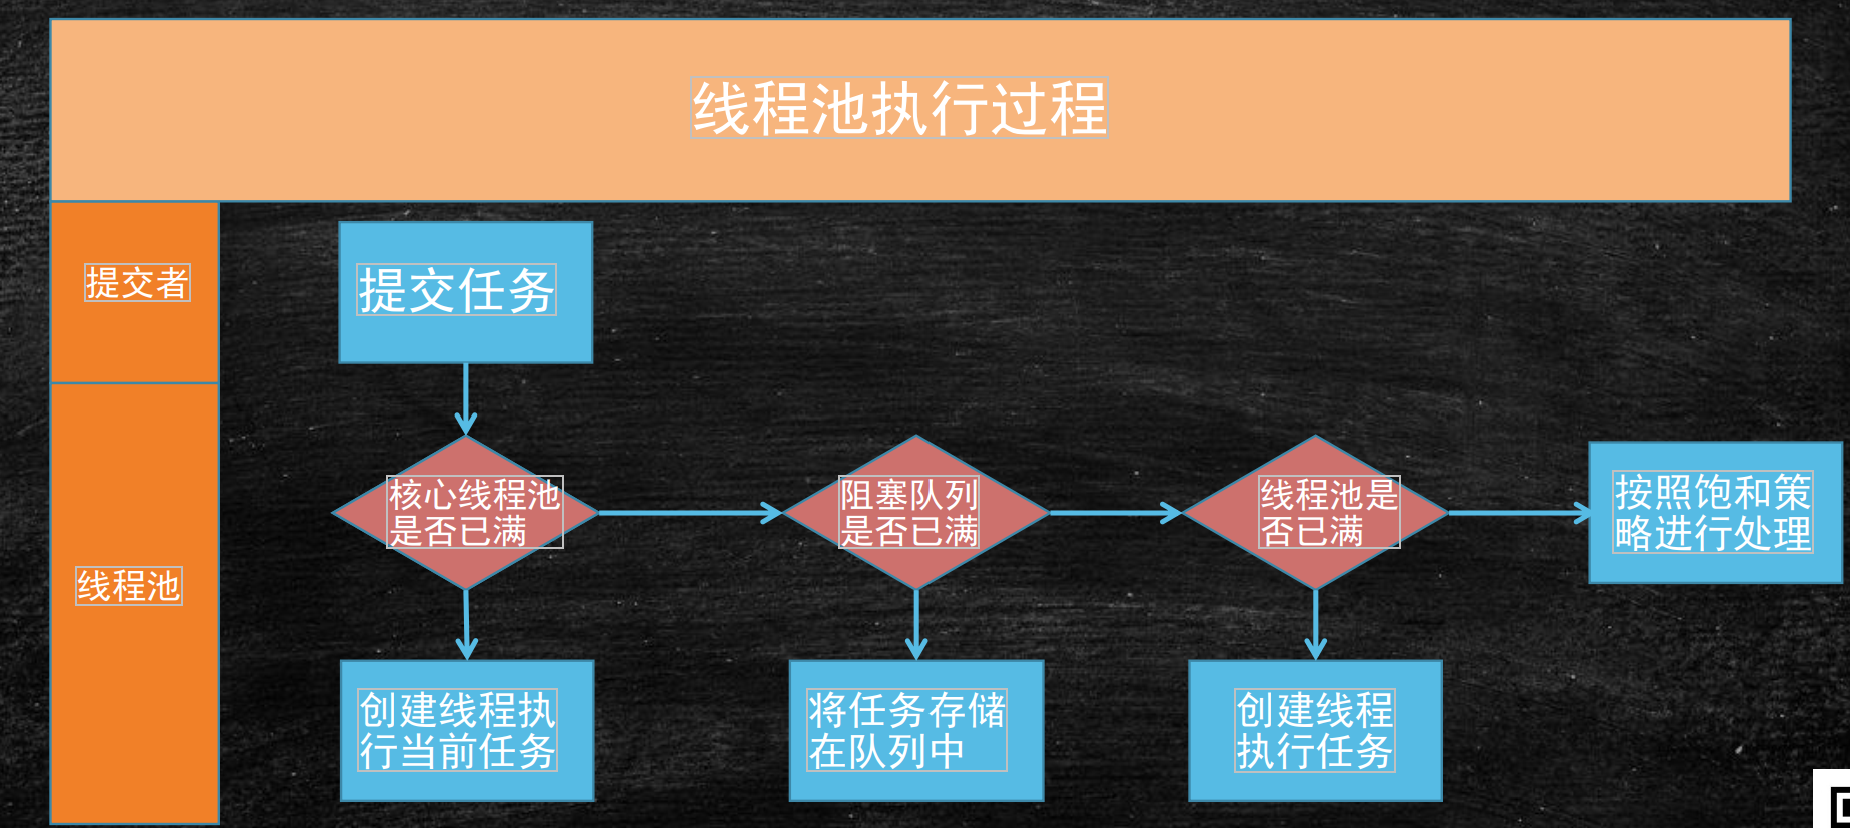 线程池执行过程
提交者
提交任务
核心线程池
是否已满
阻塞队列
是否已满
线程池是
否已满
按照饱和策
略进行处理
线程池
创建线程执
行当前任务
将任务存储
在队列中
创建线程
执行任务